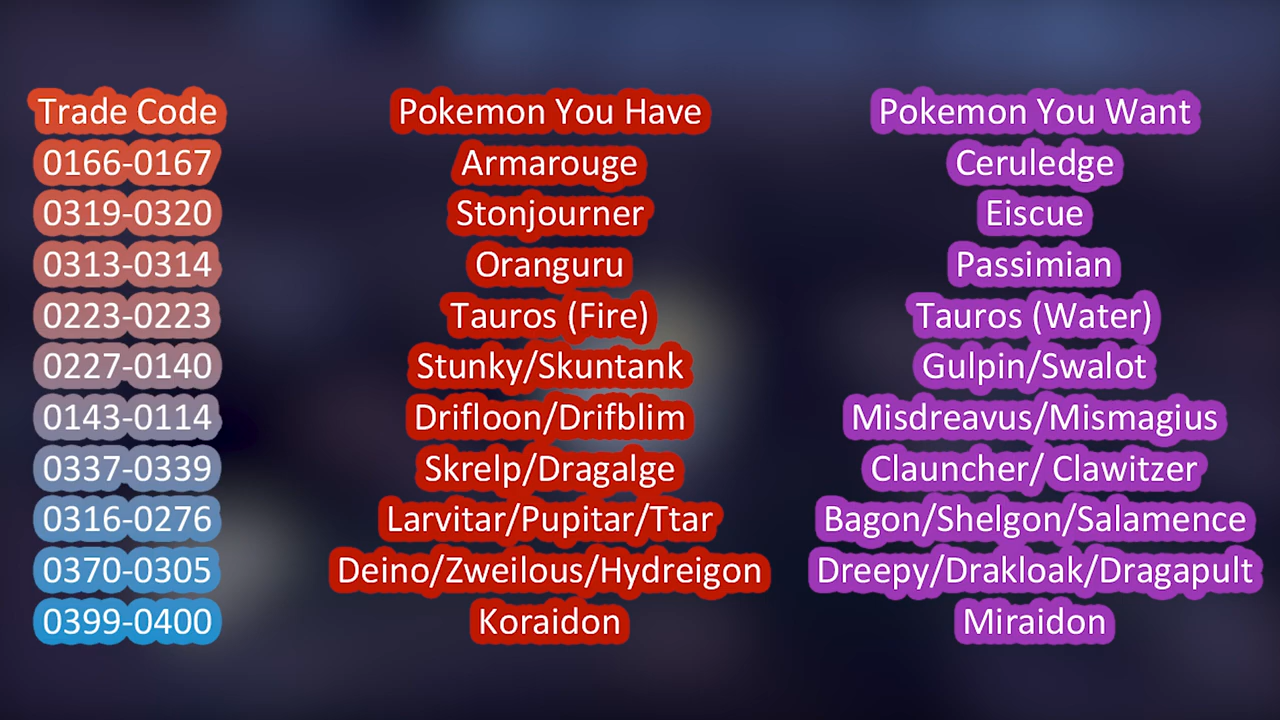 Trade Code Pokemon You Have Pokemon You Want
0166-0167 Armarouge Ceruledge
0319-0320 Stonjourner Eiscue
0313-0314 Oranguru Passimian
0223-0223 Tauros (Fire) Tauros (Water)
0227-0140 Stunky/Skuntank Gulpin/Swalot
0143-0114 Drifloon/Drifblim Misdreavus/Mismagius
0337-0339 Skrelp/Dragalge Clauncher/ Clawitzer
0316-0276 Larvitar/Pupitar/Ttar Bagon/Shelgon/Salamence
0370-0305 Deino/Zweilous/Hydreigon Dreepy/Drakloak/Dragapult
0399-0400 Koraidon Miraidon